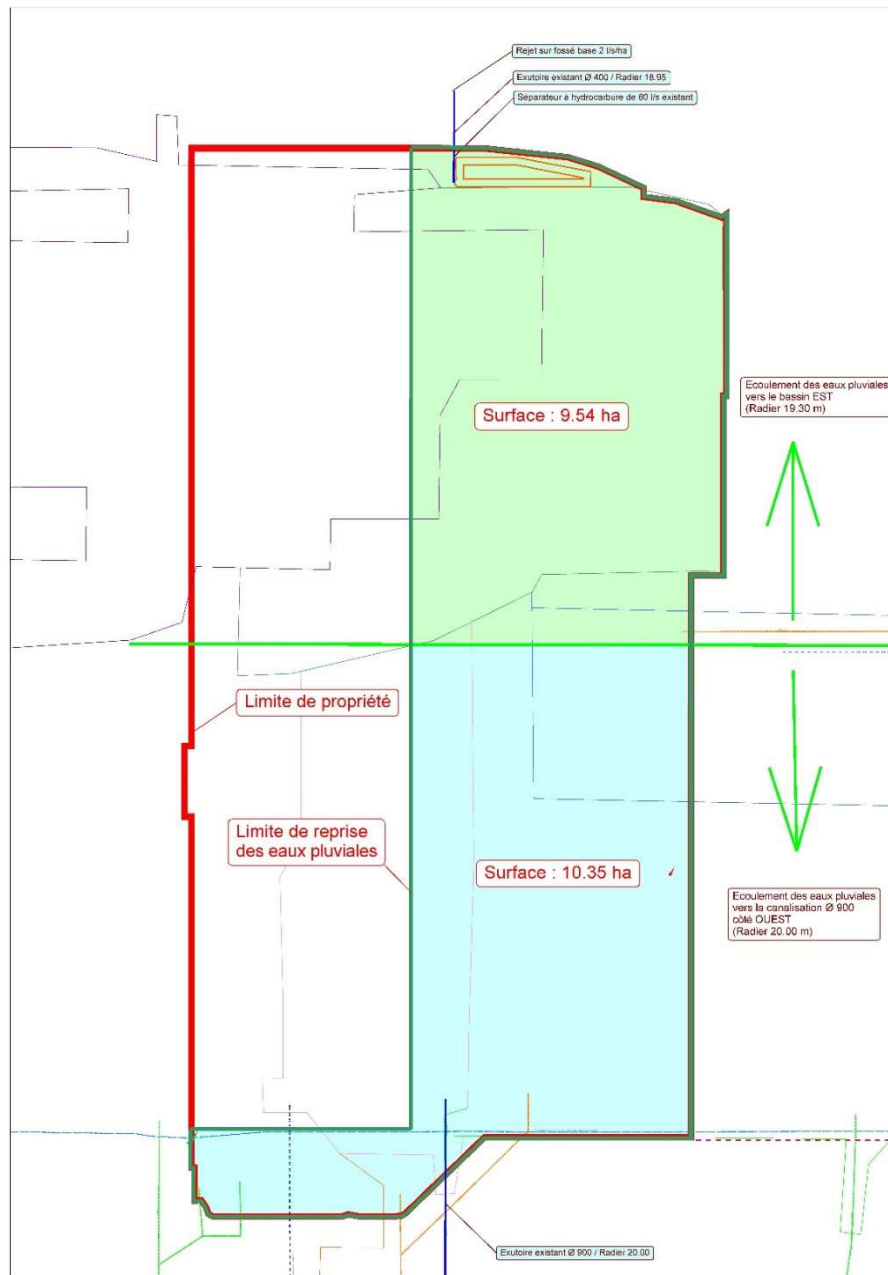 Rejet sur fossé base 2 l/s/ha
Exutoire existant Ø 400 / Radier 18.95
Séparateur à hydrocarbure de 60 l/s existant
Surface : 9.54 ha
Ecoulement des eaux pluviales
vers le bassin EST
(Radier 19.30 m)
Limite de propriété
Limite de reprise
des eaux pluviales
Surface : 10.35 ha
Ecoulement des eaux pluviales
vers la canalisation Ø 900
côté OUEST
(Radier 20.00 m)
Exutoire existant Ø 900 / Radier 20.00